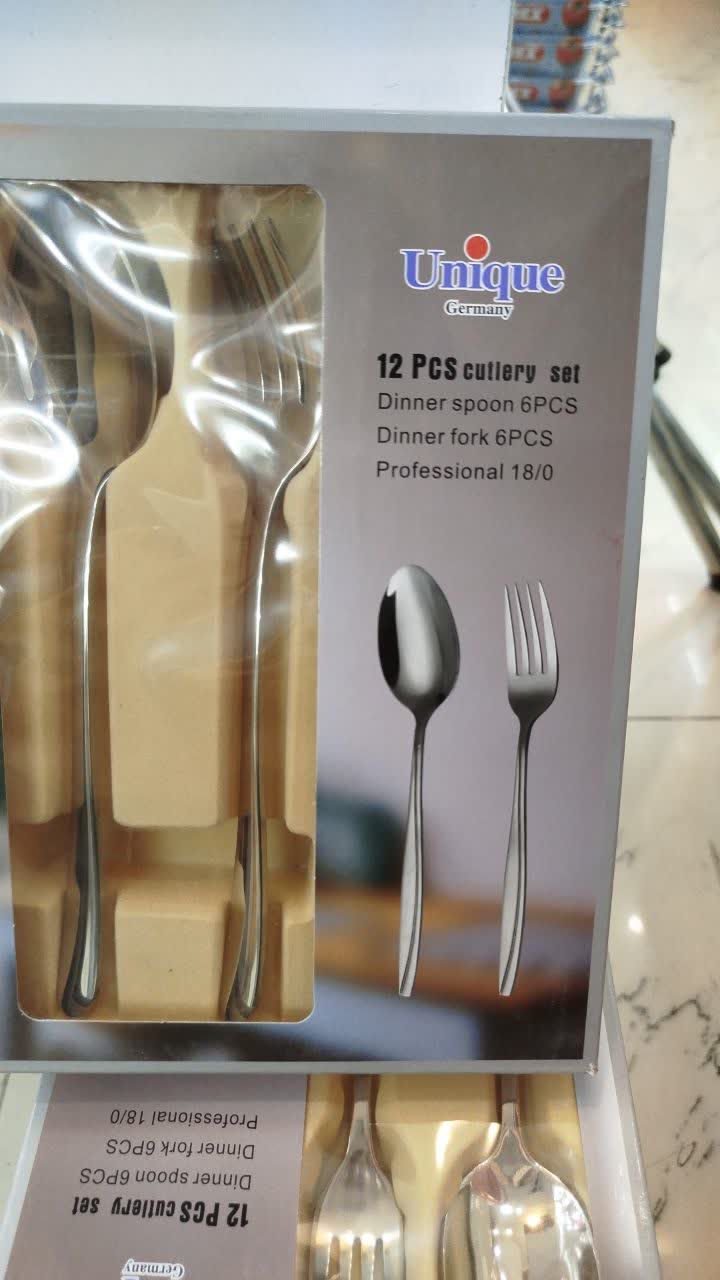 Unique
Germany
12 PCS cutlery set
Dinner spoon 6PCS
Dinner fork 6PCS
Professional 18/0
Professional 18/0
Dinner fork 6PCS
Dinner spoon 6PCS
12 PCS cutlery set
Germany